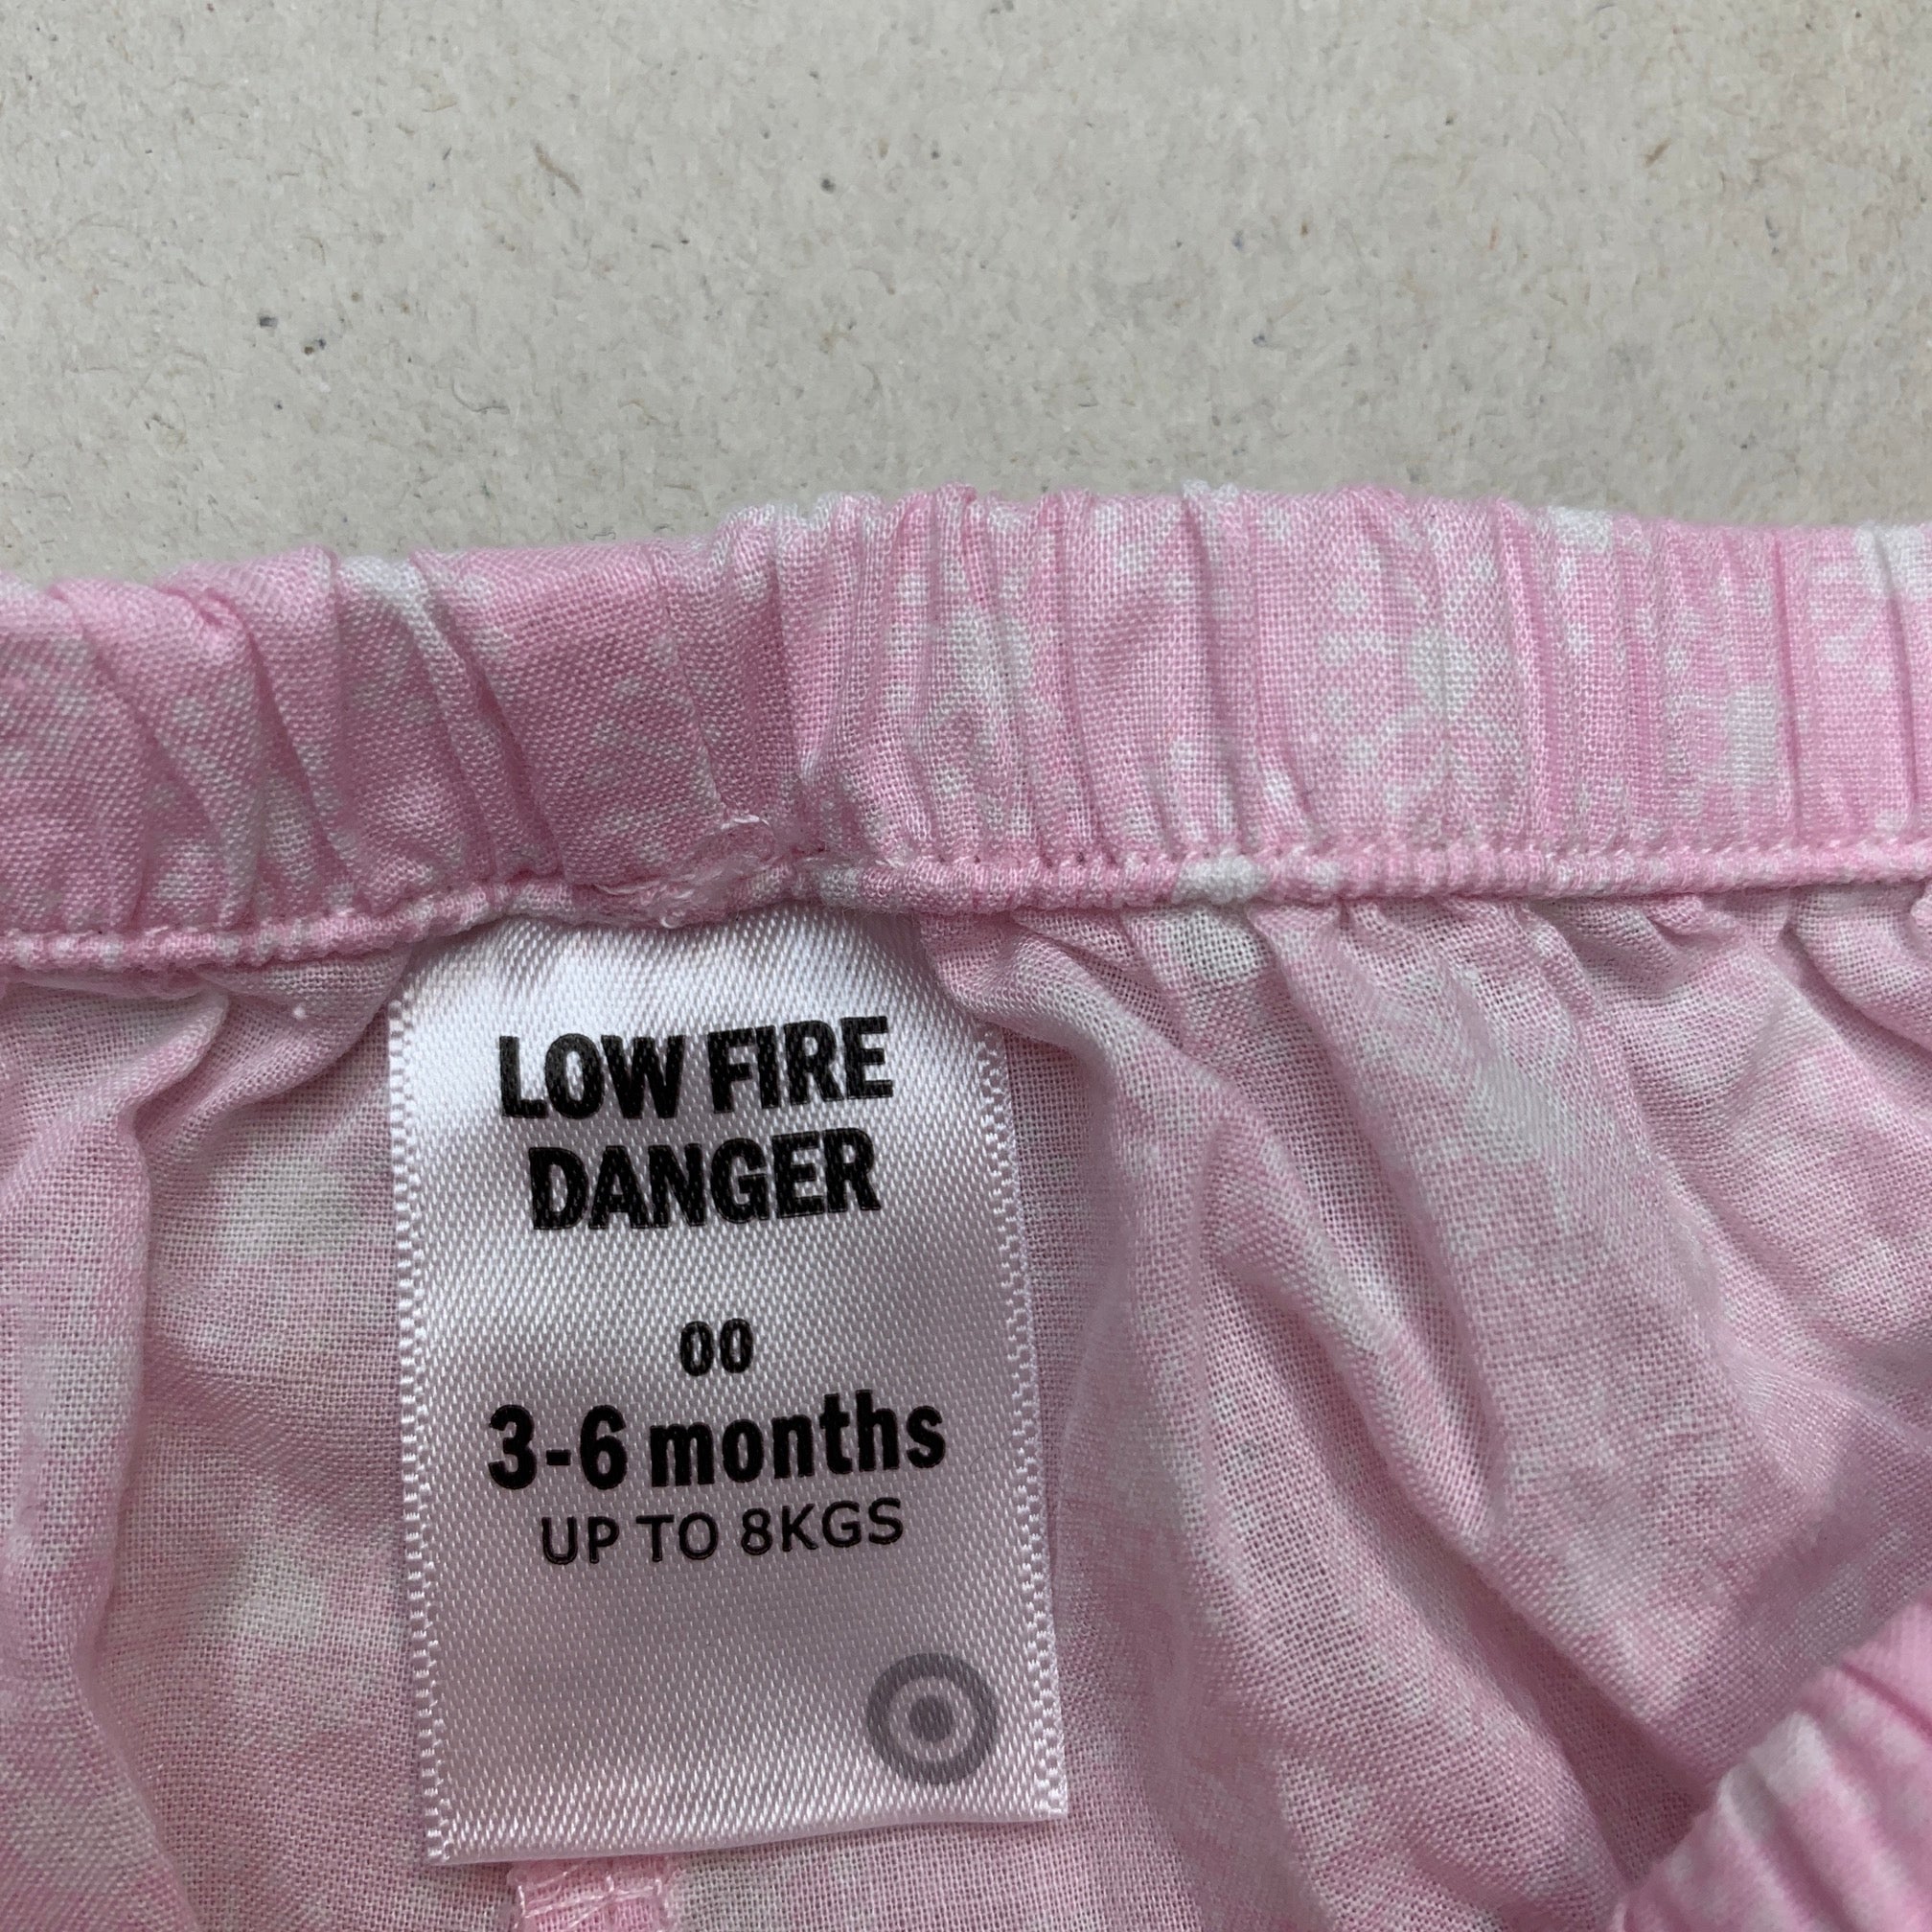 LOW FIRE
DANGER
00
3-6 months
UP TO 8KGS